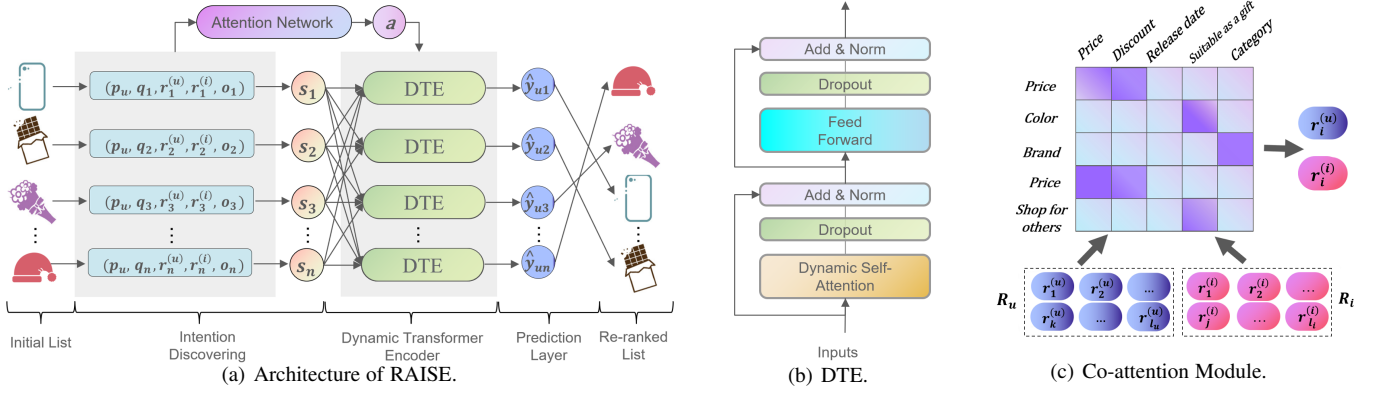 Attention Network
a
(p_u, q_1, r_1^(u), r_1^(i), o_1)
s_1
DTE
ŷ_u1
(p_u, q_2, r_2^(u), r_2^(i), o_2)
s_2
DTE
ŷ_u2
(p_u, q_3, r_3^(u), r_3^(i), o_3)
s_3
DTE
ŷ_u3
(p_u, q_n, r_n^(u), r_n^(i), o_n)
s_n
DTE
ŷ_un
Initial List
Intention
Discovering
Dynamic Transformer
Encoder
Prediction
Layer
Re-ranked
List
(a) Architecture of RAISE.
Add & Norm
Dropout
Feed
Forward
Add & Norm
Dropout
Dynamic Self-
Attention
Inputs
(b) DTE.
Price
Discount
Release date
Suitable as a gift
Category
Price
Color
Brand
Price
Shop for
others
r_i^(u)
r_i^(i)
R_u
r_1^(u)
r_2^(u)
...
r_k^(u)
...
r_l_u^(u)
r_1^(i)
r_2^(i)
...
r_j^(i)
...
r_l_i^(i)
R_i
(c) Co-attention Module.